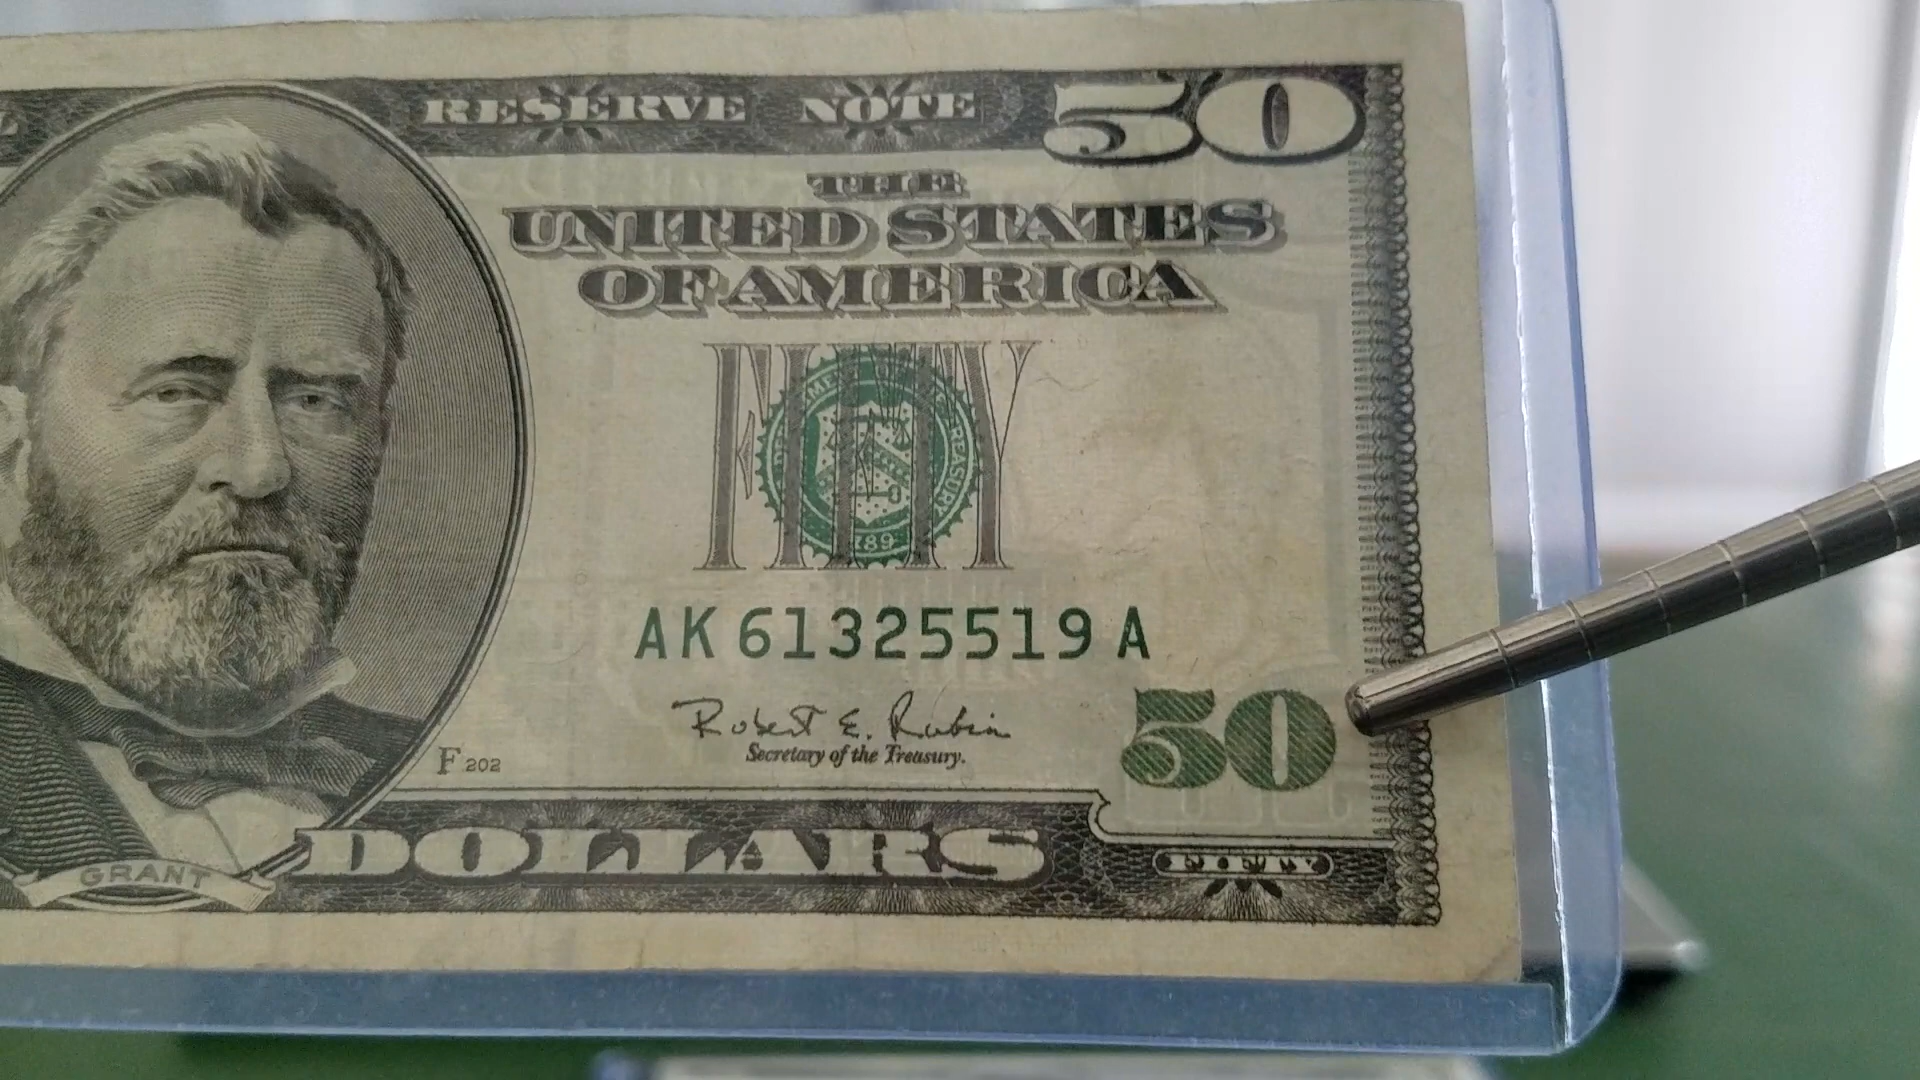 RESERVE NOTE 50
THE
UNITED STATES
OF AMERICA
FIFTY
AK 61325519 A
Robert E. Rubin
Secretary of the Treasury.
50
F 202
DOLLARS
FIFTY
GRANT